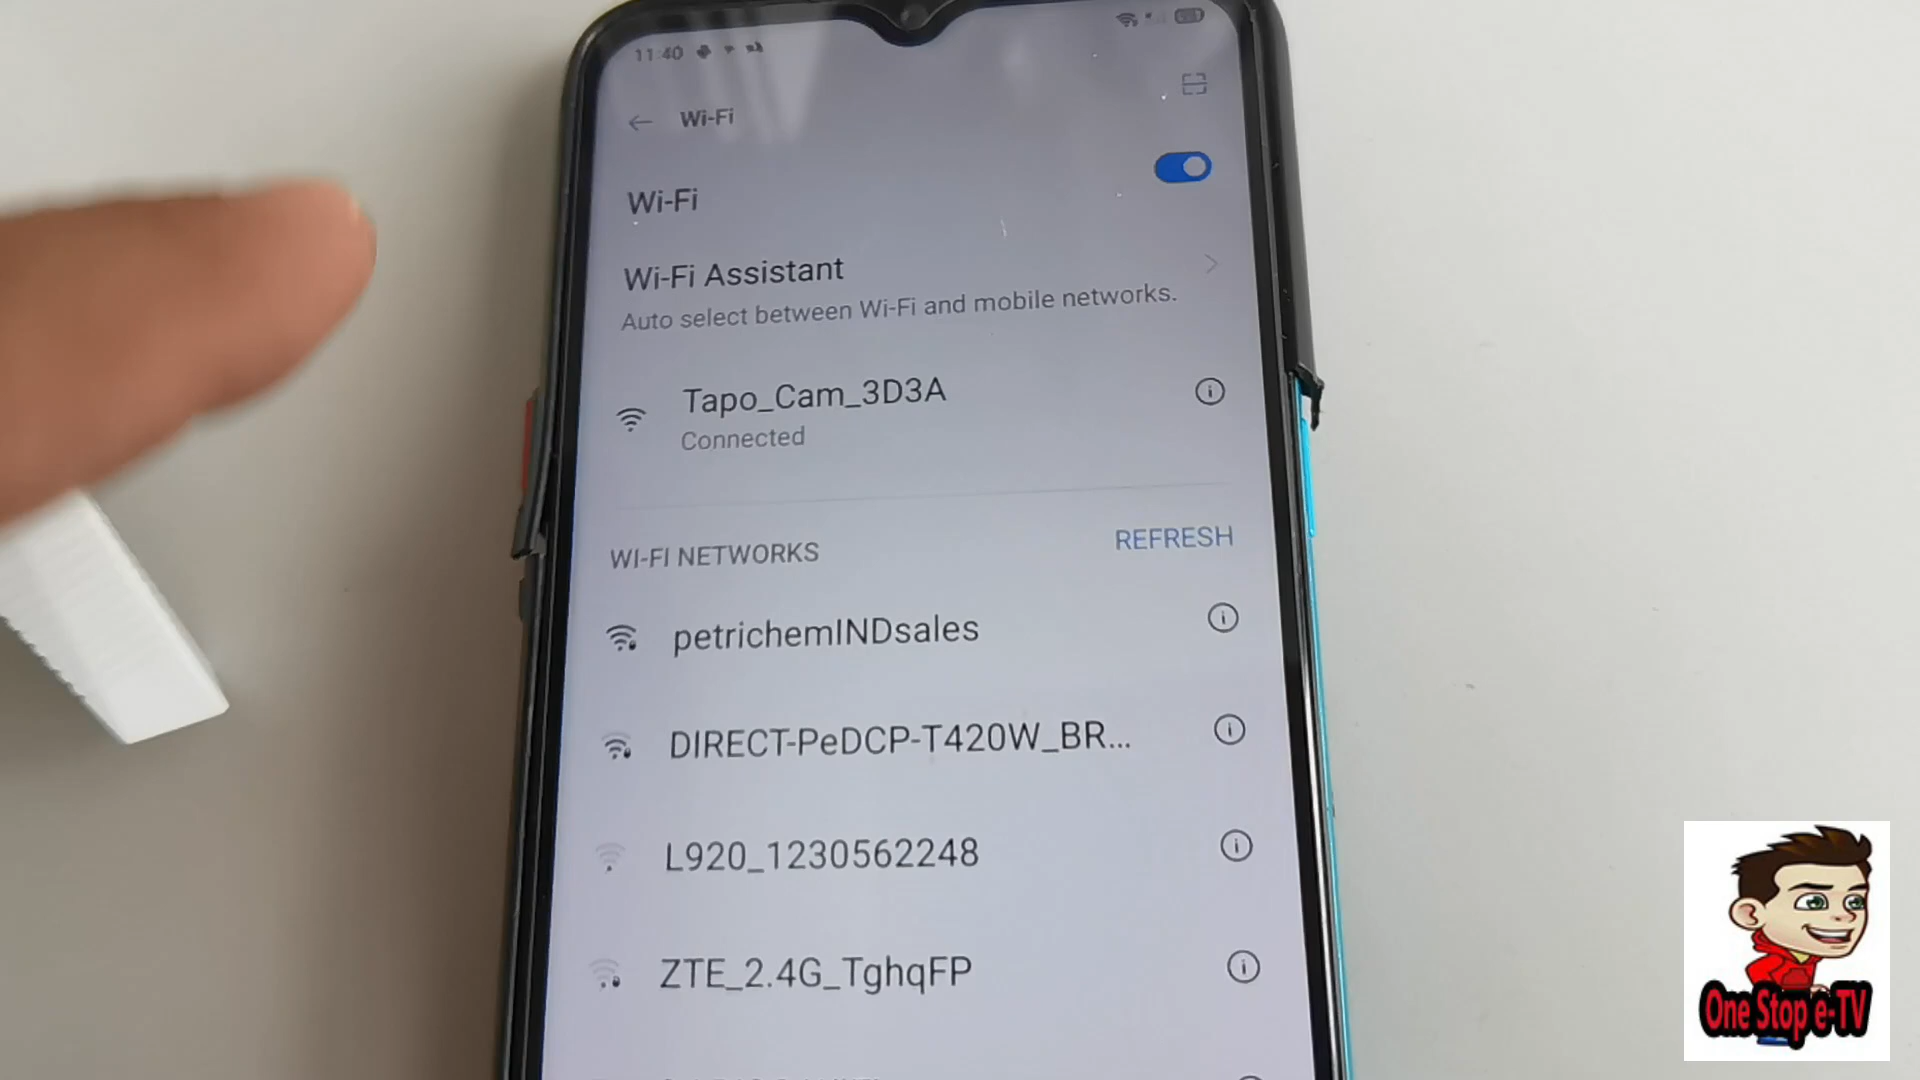 11:40
Wi-Fi
Wi-Fi
Wi-Fi Assistant
Auto select between Wi-Fi and mobile networks.
Tapo_Cam_3D3A
Connected
WI-FI NETWORKS
REFRESH
petrichemINDsales
DIRECT-PeDCP-T420W_BR...
L920_1230562248
ZTE_2.4G_TghqFP
One Stop e-TV